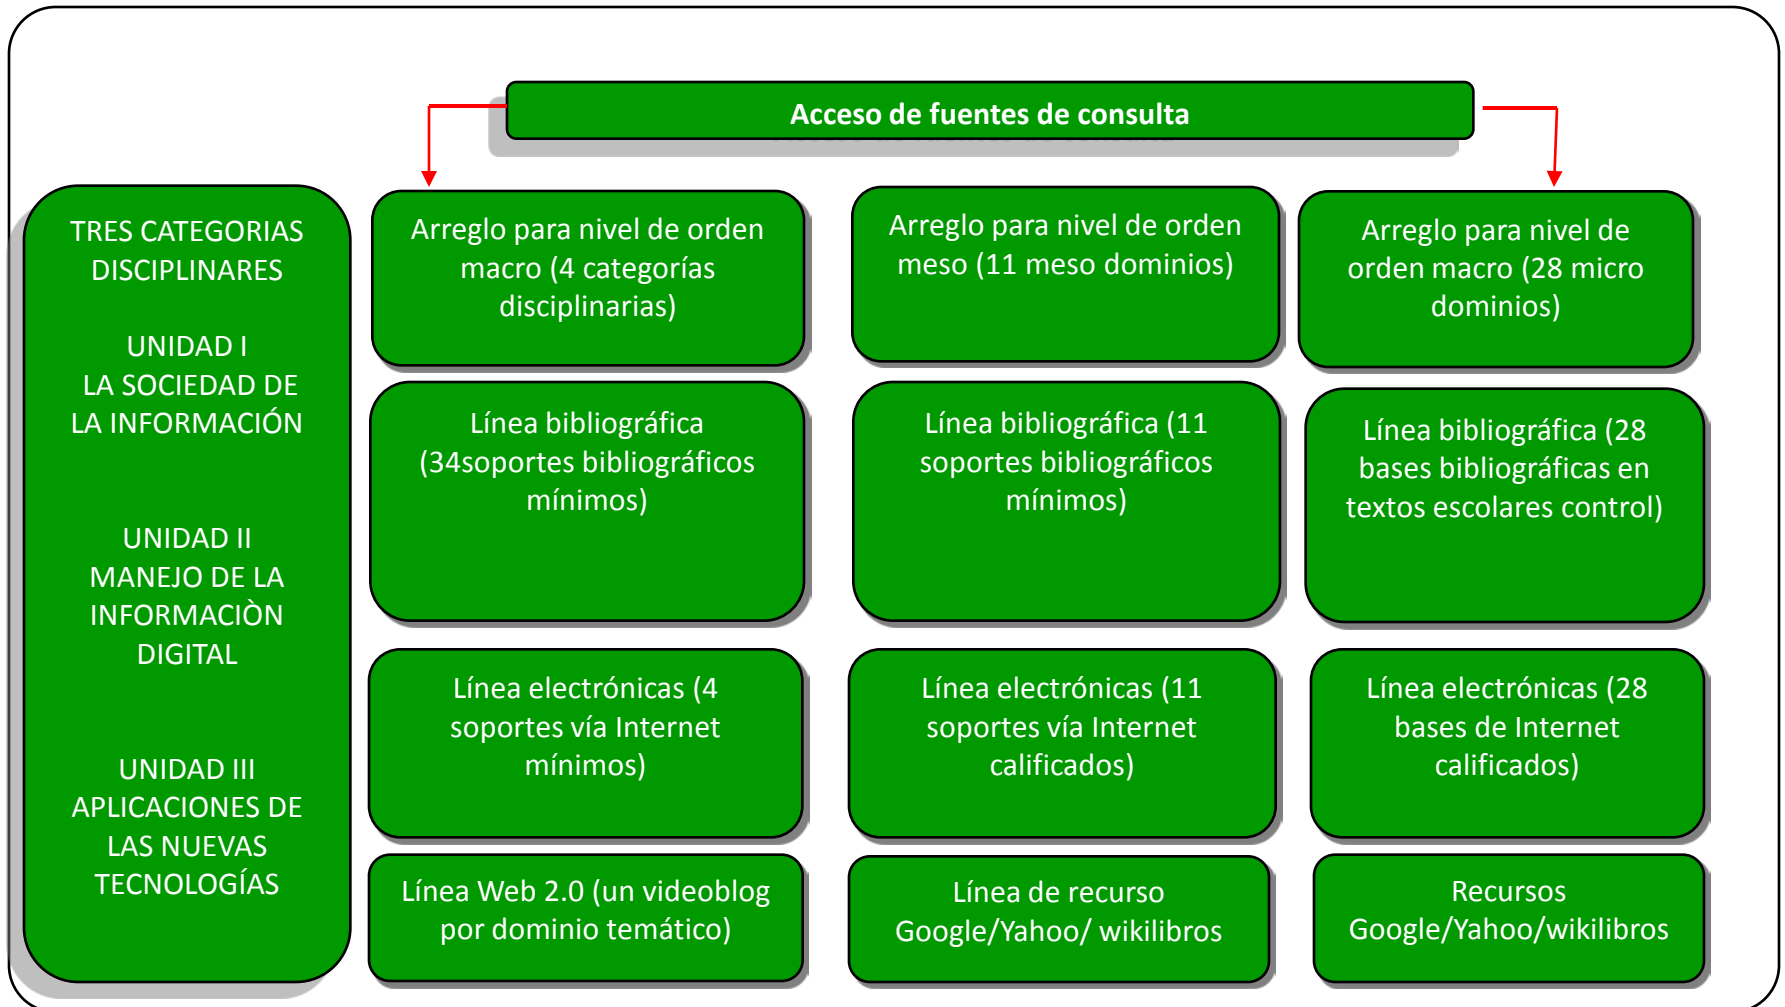 Acceso de fuentes de consulta
TRES CATEGORIAS
DISCIPLINARES
UNIDAD I
LA SOCIEDAD DE
LA INFORMACIÓN
UNIDAD II
MANEJO DE LA
INFORMACIÒN
DIGITAL
UNIDAD III
APLICACIONES DE
LAS NUEVAS
TECNOLOGÍAS
Arreglo para nivel de orden
macro (4 categorías
disciplinarias)
Arreglo para nivel de orden
meso (11 meso dominios)
Arreglo para nivel de
orden macro (28 micro
dominios)
Línea bibliográfica
(34soportes bibliográficos
mínimos)
Línea bibliográfica (11
soportes bibliográficos
mínimos)
Línea bibliográfica (28
bases bibliográficas en
textos escolares control)
Línea electrónicas (4
soportes vía Internet
mínimos)
Línea electrónicas (11
soportes vía Internet
calificados)
Línea electrónicas (28
bases de Internet
calificados)
Línea Web 2.0 (un videoblog
por dominio temático)
Línea de recurso
Google/Yahoo/ wikilibros
Recursos
Google/Yahoo/wikilibros